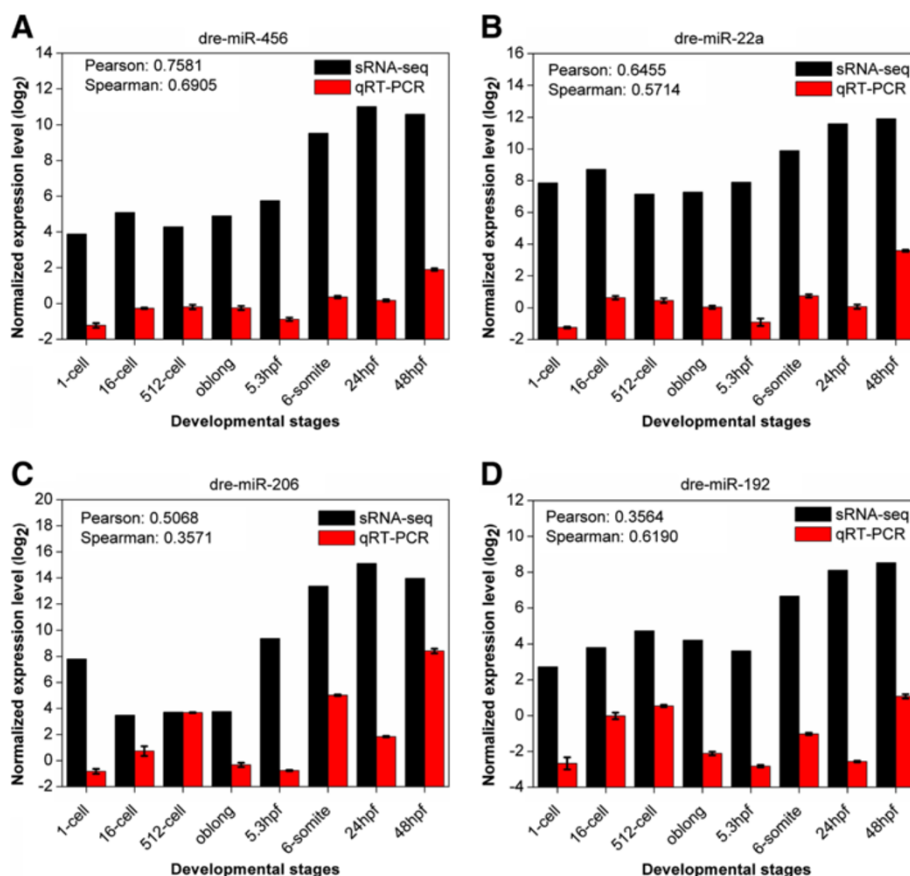 A
dre-miR-456
Pearson: 0.7581
Spearman: 0.6905
sRNA-seq
qRT-PCR
Normalized expression level (log2)
14
12
10
8
6
4
2
0
-2
1-cell
16-cell
512-cell
oblong
5.3hpf
6-somite
24hpf
48hpf
Developmental stages
B
dre-miR-22a
Pearson: 0.6455
Spearman: 0.5714
sRNA-seq
qRT-PCR
Normalized expression level (log2)
16
14
12
10
8
6
4
2
0
-2
1-cell
16-cell
512-cell
oblong
5.3hpf
6-somite
24hpf
48hpf
Developmental stages
C
dre-miR-206
Pearson: 0.5068
Spearman: 0.3571
sRNA-seq
qRT-PCR
Normalized expression level (log2)
20
18
16
14
12
10
8
6
4
2
0
-2
1-cell
16-cell
512-cell
oblong
5.3hpf
6-somite
24hpf
48hpf
Developmental stages
D
dre-miR-192
Pearson: 0.3564
Spearman: 0.6190
sRNA-seq
qRT-PCR
Normalized expression level (log2)
12
10
8
6
4
2
0
-2
-4
1-cell
16-cell
512-cell
oblong
5.3hpf
6-somite
24hpf
48hpf
Developmental stages